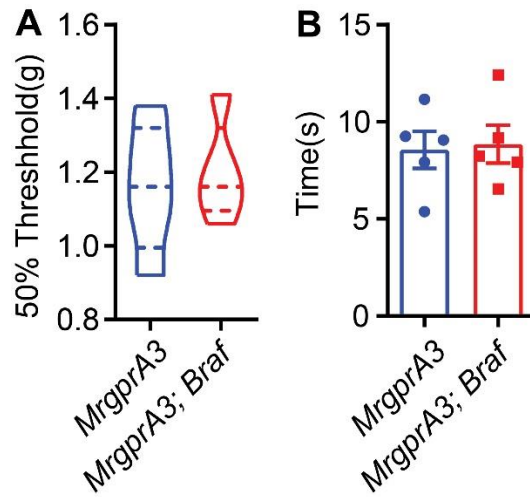 A
50% Threshhold(g)
1.6
1.4
1.2
1.0
0.8
MrgprA3
MrgprA3; Braf
B
Time(s)
15
10
5
0
MrgprA3
MrgprA3; Braf